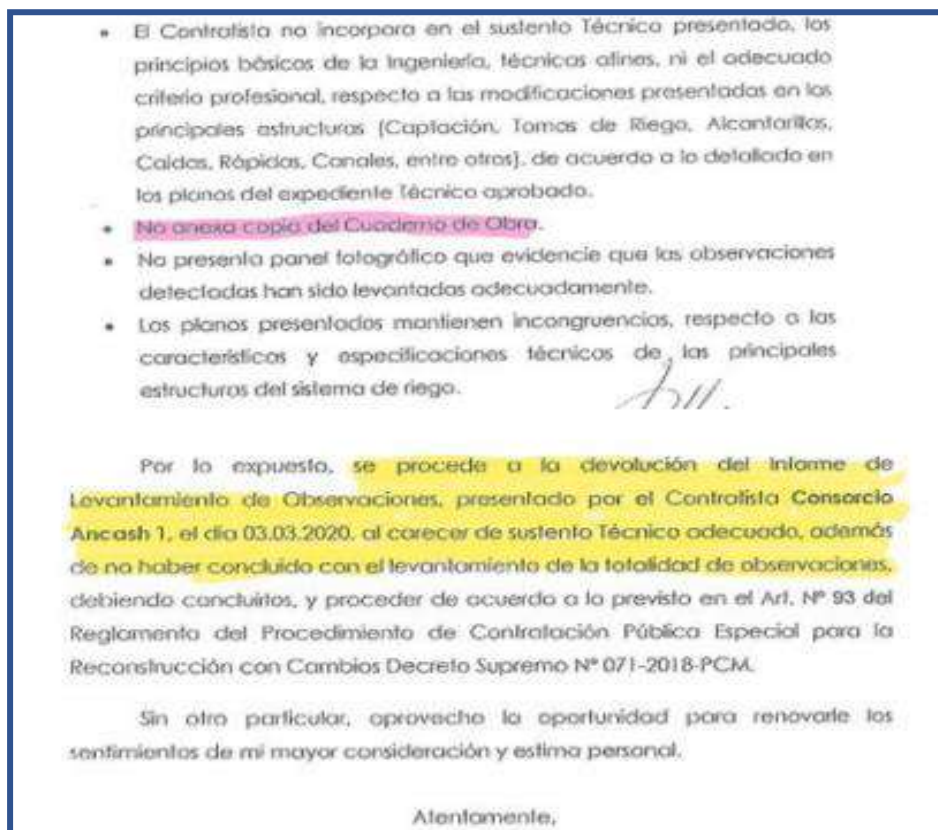 • El Contratista no incorpora en el sustento Técnico presentado, los
principios básicos de la Ingeniería, técnicas afines, ni el adecuado
criterio profesional, respecto a las modificaciones presentadas en las
principales estructuras (Captación, Tomas de Riego, Alcantarillas,
Caídas, Rápidas, Canales, entre otros), de acuerdo a lo detallado en
los planos del expediente Técnico aprobado.
• No anexa copia del Cuaderno de Obra.
• No presenta panel fotográfico que evidencie que las observaciones
detectadas han sido levantadas adecuadamente.
• Los planos presentados mantienen incongruencias, respecto a las
características y especificaciones técnicas de las principales
estructuras del sistema de riego.
Por lo expuesto, se procede a la devolución del Informe de
Levantamiento de Observaciones, presentado por el Contratista Consorcio
Ancash 1, el día 03.03.2020, al carecer de sustento Técnico adecuado, además
de no haber concluido con el levantamiento de la totalidad de observaciones,
debiendo concluirlos, y proceder de acuerdo a lo previsto en el Art. N° 93 del
Reglamento del Procedimiento de Contratación Pública Especial para la
Reconstrucción con Cambios Decreto Supremo N° 071-2018-PCM.
Sin otro particular, aprovecho la oportunidad para renovarle los
sentimientos de mi mayor consideración y estima personal.
Atentamente,